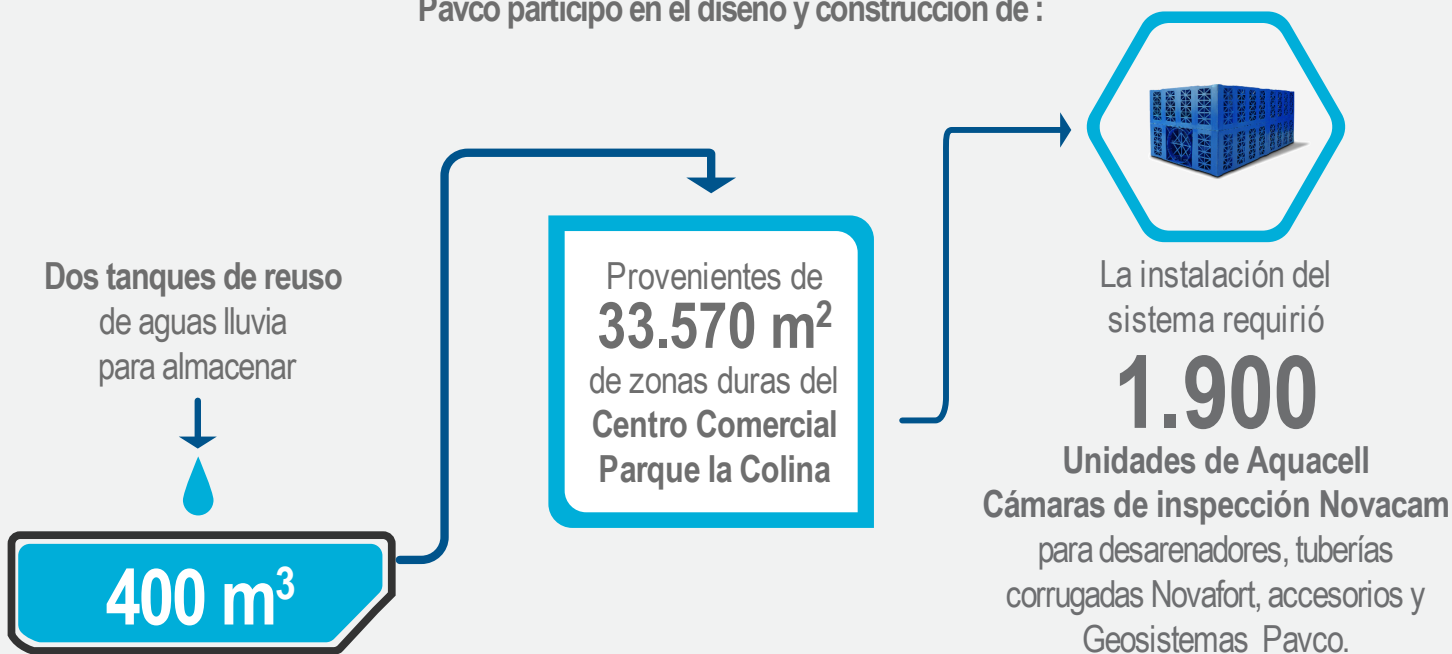 Pavco participó en el diseño y construcción de :
Dos tanques de reuso
de aguas lluvia
para almacenar
400 m³
Provenientes de
33.570 m²
de zonas duras del
Centro Comercial
Parque la Colina
La instalación del
sistema requirió
1.900
Unidades de Aquacell
Cámaras de inspección Novacam
para desarenadores, tuberías
corrugadas Novafort, accesorios y
Geosistemas Pavco.